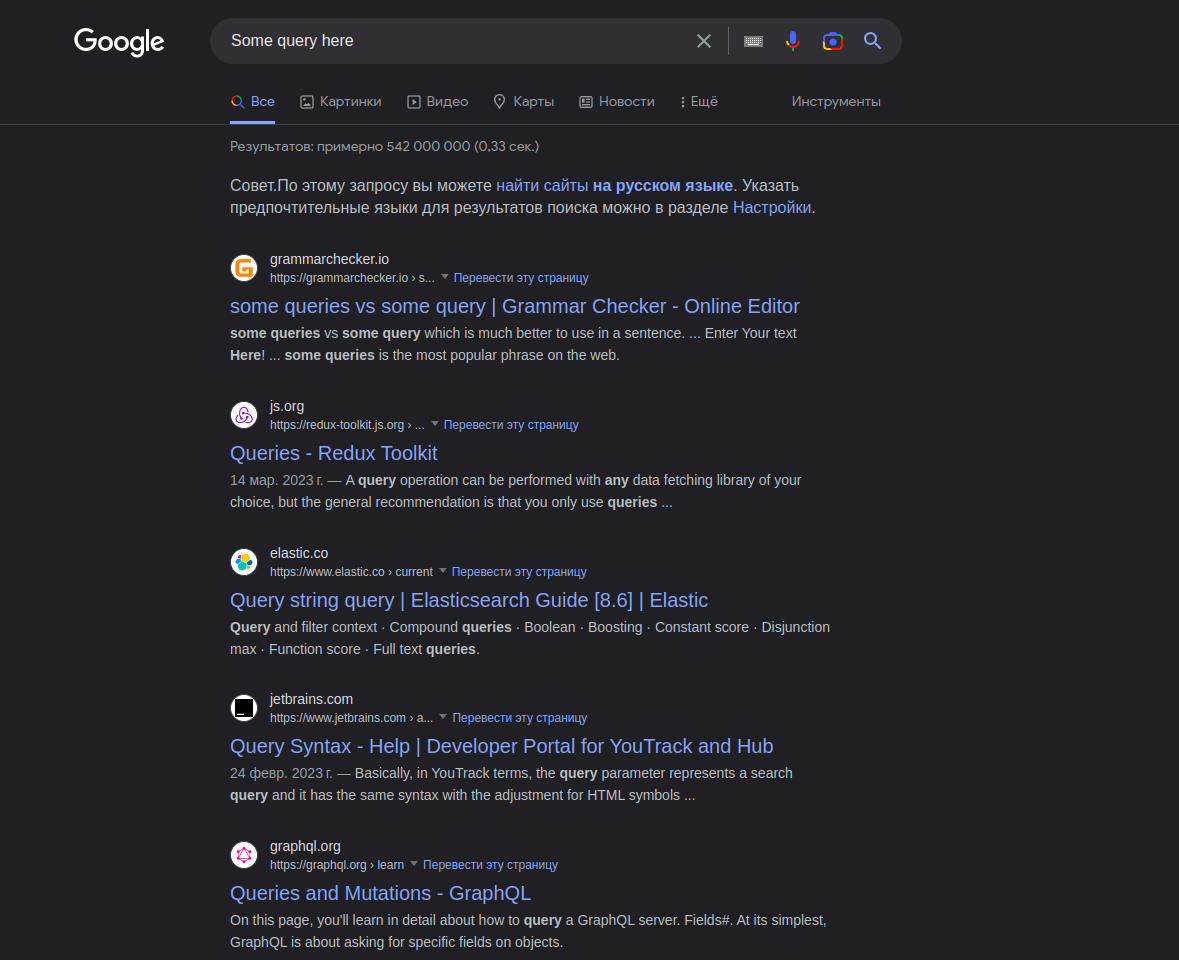 Google
Some query here
Все Картинки Видео Карты Новости Ещё Инструменты
Результатов: примерно 542 000 000 (0,33 сек.)
Совет.По этому запросу вы можете найти сайты на русском языке. Указать
предпочтительные языки для результатов поиска можно в разделе Настройки.
grammarchecker.io
https://grammarchecker.io › s... Перевести эту страницу
some queries vs some query | Grammar Checker - Online Editor
some queries vs some query which is much better to use in a sentence. ... Enter Your text
Here! ... some queries is the most popular phrase on the web.
js.org
https://redux-toolkit.js.org › ... Перевести эту страницу
Queries - Redux Toolkit
14 мар. 2023 г. — A query operation can be performed with any data fetching library of your
choice, but the general recommendation is that you only use queries ...
elastic.co
https://www.elastic.co › current Перевести эту страницу
Query string query | Elasticsearch Guide [8.6] | Elastic
Query and filter context · Compound queries · Boolean · Boosting · Constant score · Disjunction
max · Function score · Full text queries.
jetbrains.com
https://www.jetbrains.com › a... Перевести эту страницу
Query Syntax - Help | Developer Portal for YouTrack and Hub
24 февр. 2023 г. — Basically, in YouTrack terms, the query parameter represents a search
query and it has the same syntax with the adjustment for HTML symbols ...
graphql.org
https://graphql.org › learn Перевести эту страницу
Queries and Mutations - GraphQL
On this page, you'll learn in detail about how to query a GraphQL server. Fields#. At its simplest,
GraphQL is about asking for specific fields on objects.